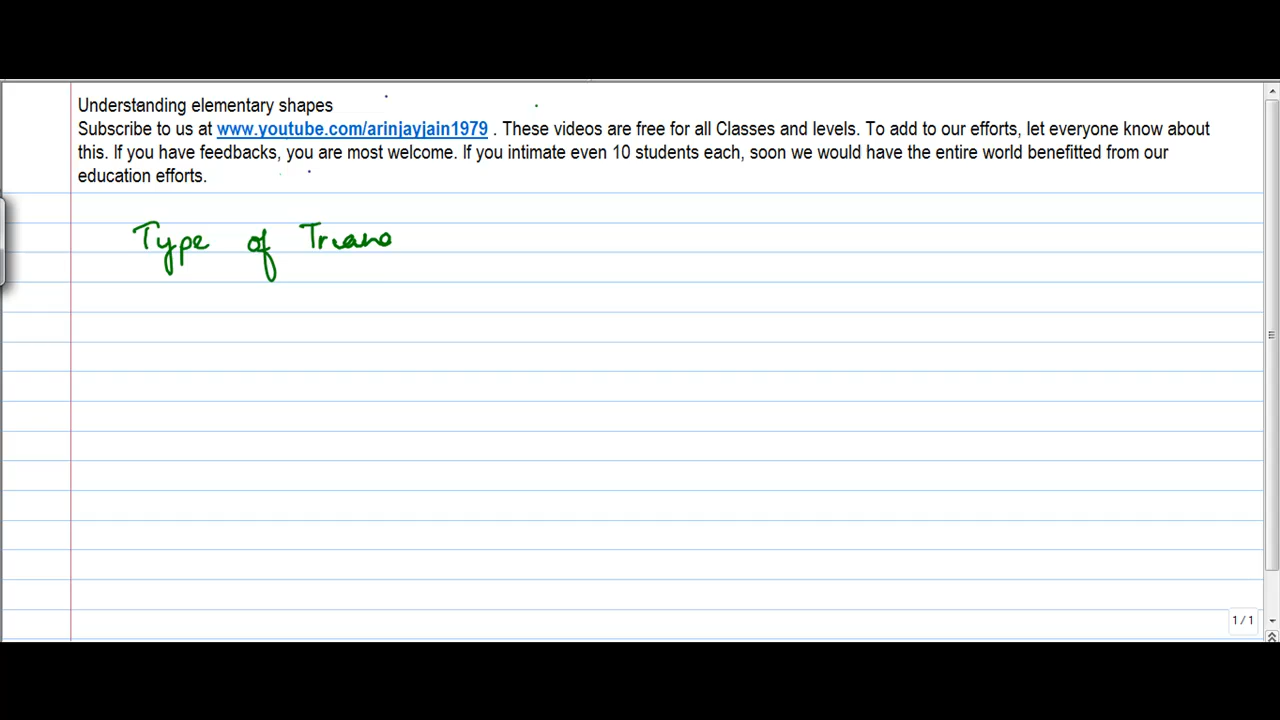 Understanding elementary shapes
Subscribe to us at www.youtube.com/arinjayjain1979 . These videos are free for all Classes and levels. To add to our efforts, let everyone know about
this. If you have feedbacks, you are most welcome. If you intimate even 10 students each, soon we would have the entire world benefitted from our
education efforts.
Type of Triano
1 / 1